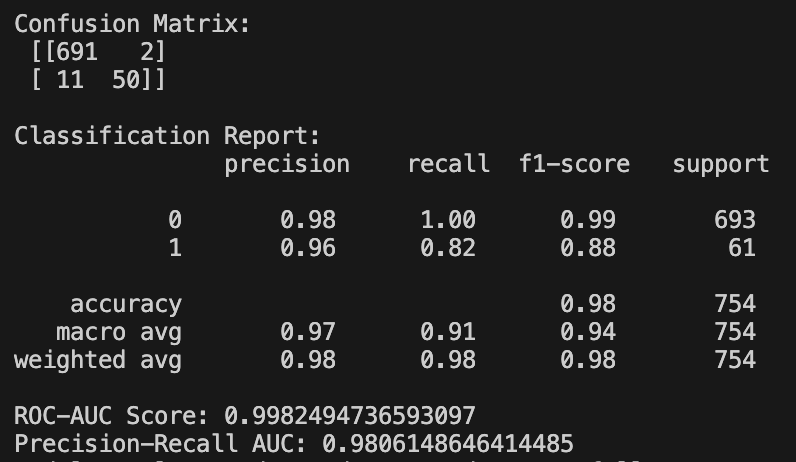 Confusion Matrix:
[[691   2]
[ 11  50]]
Classification Report:
precision    recall  f1-score   support
0       0.98      1.00      0.99       693
1       0.96      0.82      0.88        61
accuracy                           0.98       754
macro avg       0.97      0.91      0.94       754
weighted avg       0.98      0.98      0.98       754
ROC-AUC Score: 0.9982494736593097
Precision-Recall AUC: 0.9806148646414485